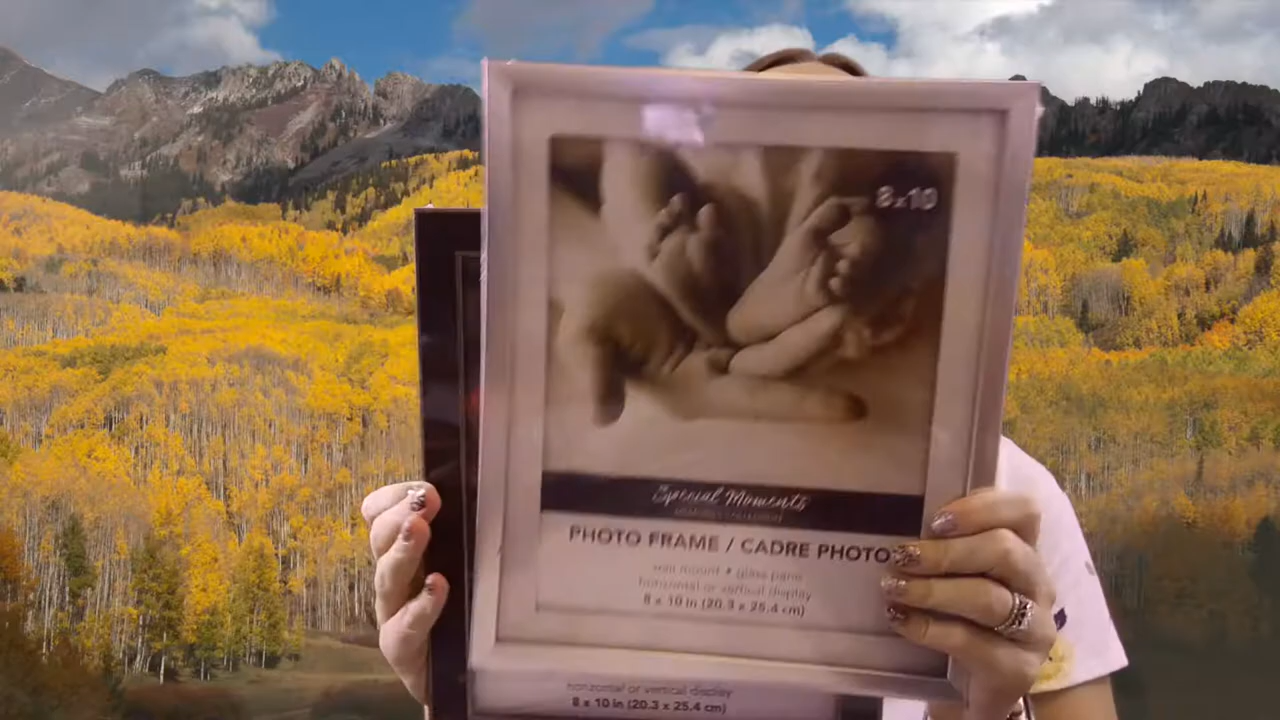 8x10
Special Moments
PHOTO FRAME / CADRE PHOTO
wall mount • glass pane
horizontal or vertical display
8 x 10 in (20.3 x 25.4 cm)
horizontal or vertical display
8 x 10 in (20.3 x 25.4 cm)